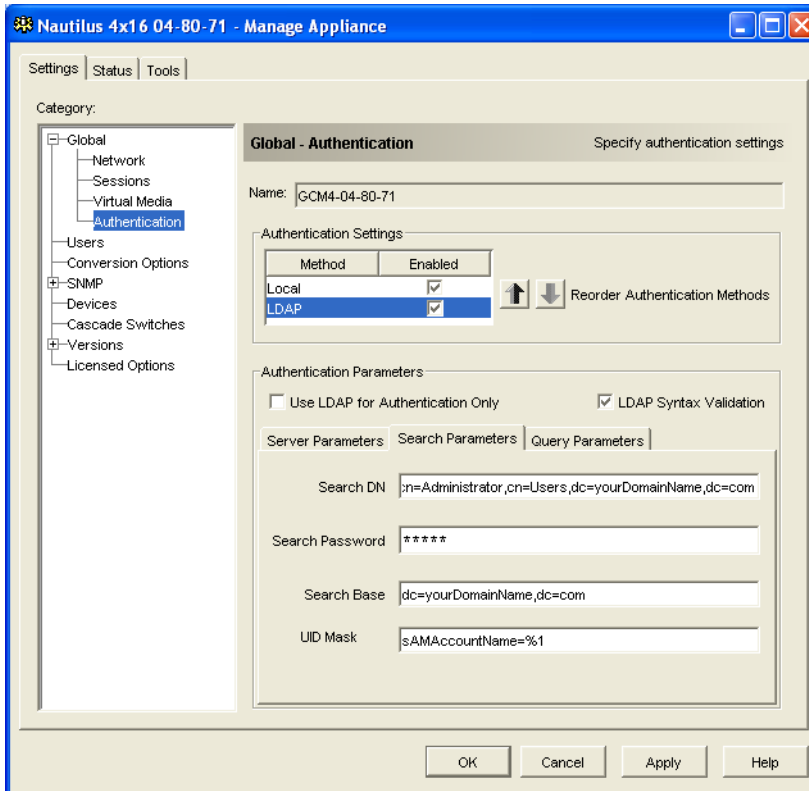 Nautilus 4x16 04-80-71 - Manage Appliance
Settings Status Tools
Category:
Global
Network
Sessions
Virtual Media
Authentication
Users
Conversion Options
SNMP
Devices
Cascade Switches
Versions
Licensed Options
Global - Authentication Specify authentication settings
Name: GCM4-04-80-71
Authentication Settings
Method Enabled
Local
LDAP
Reorder Authentication Methods
Authentication Parameters
Use LDAP for Authentication Only LDAP Syntax Validation
Server Parameters Search Parameters Query Parameters
Search DN :n=Administrator,cn=Users,dc=yourDomainName,dc=com
Search Password *****
Search Base dc=yourDomainName,dc=com
UID Mask sAMAccountName=%1
OK Cancel Apply Help